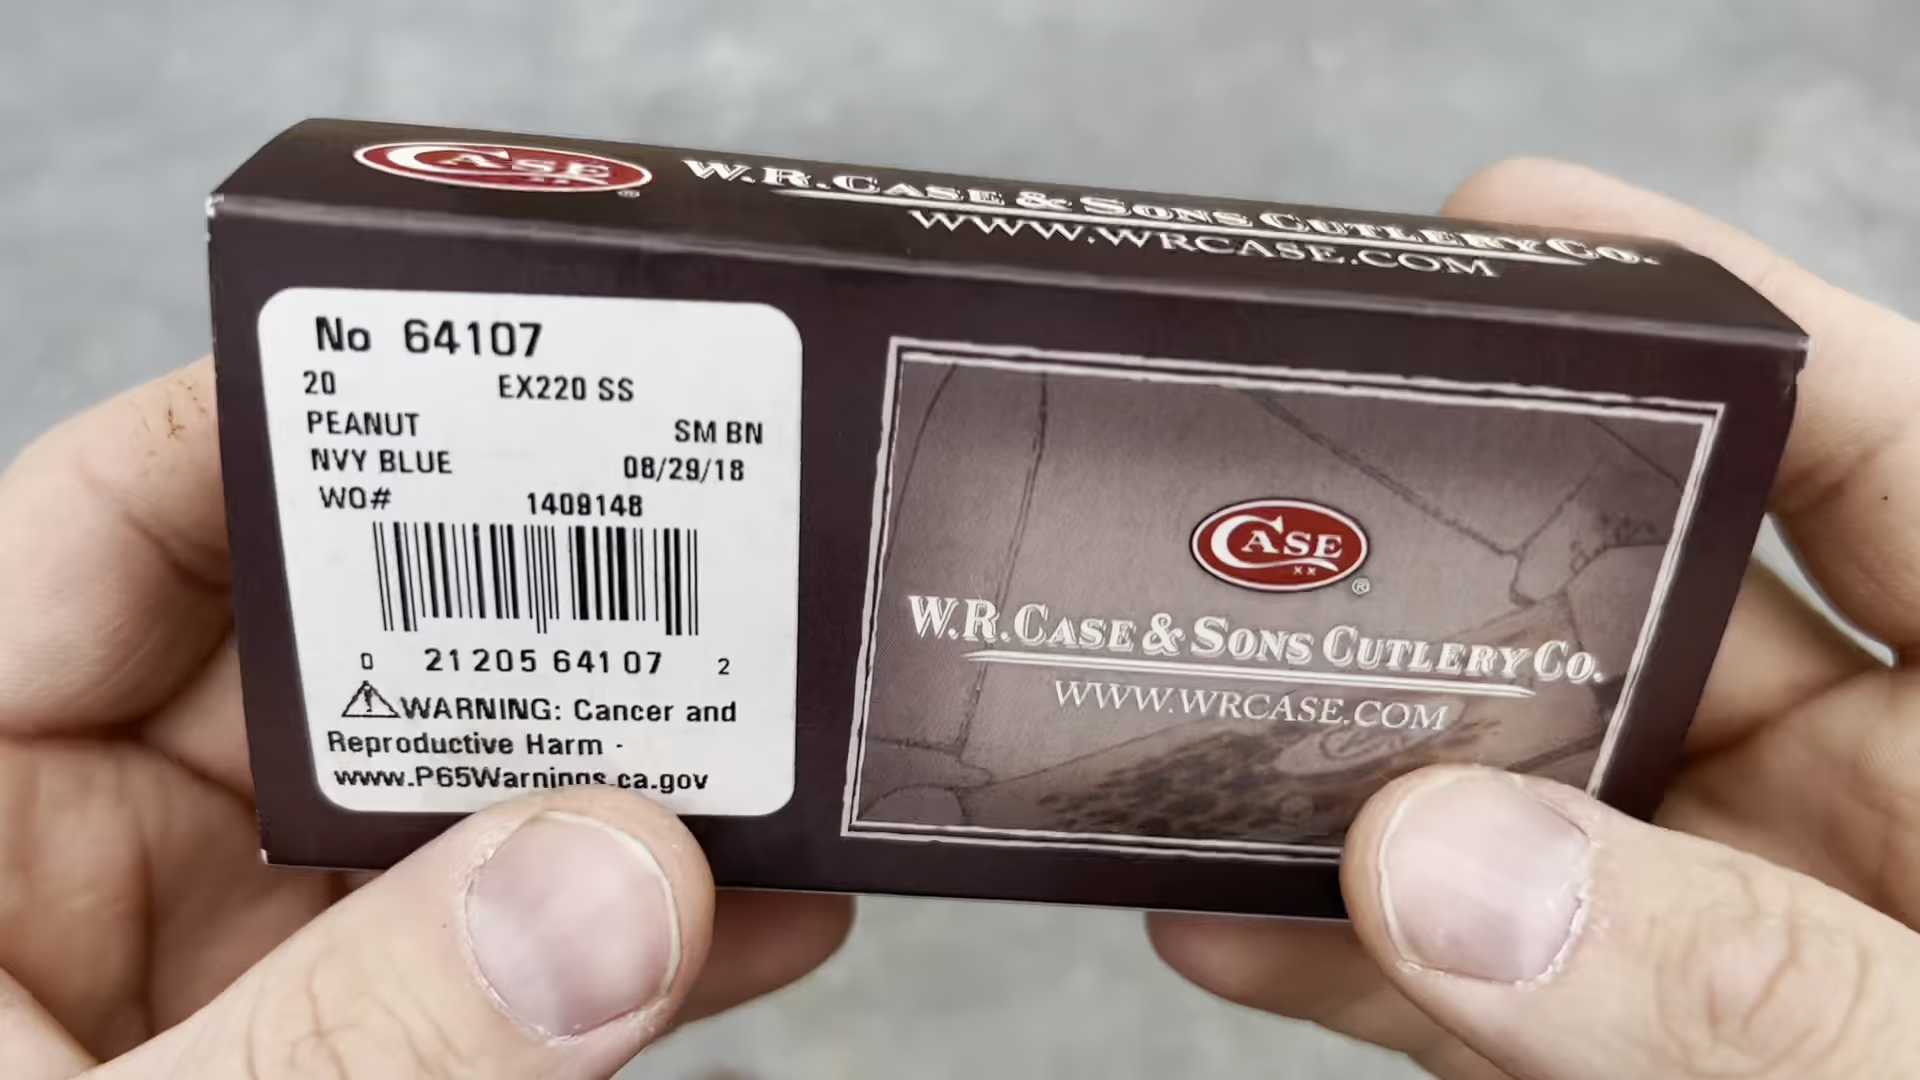 CASE XX ®
W.R. CASE & SONS CUTLERY CO.
WWW.WRCASE.COM
No 64107
20 EX220 SS
PEANUT SM BN
NVY BLUE 08/29/18
WO# 1409148
0 21205 64107 2
WARNING: Cancer and
Reproductive Harm -
www.P65Warnings.ca.gov
CASE
XX ®
W.R. CASE & SONS CUTLERY CO.
WWW.WRCASE.COM